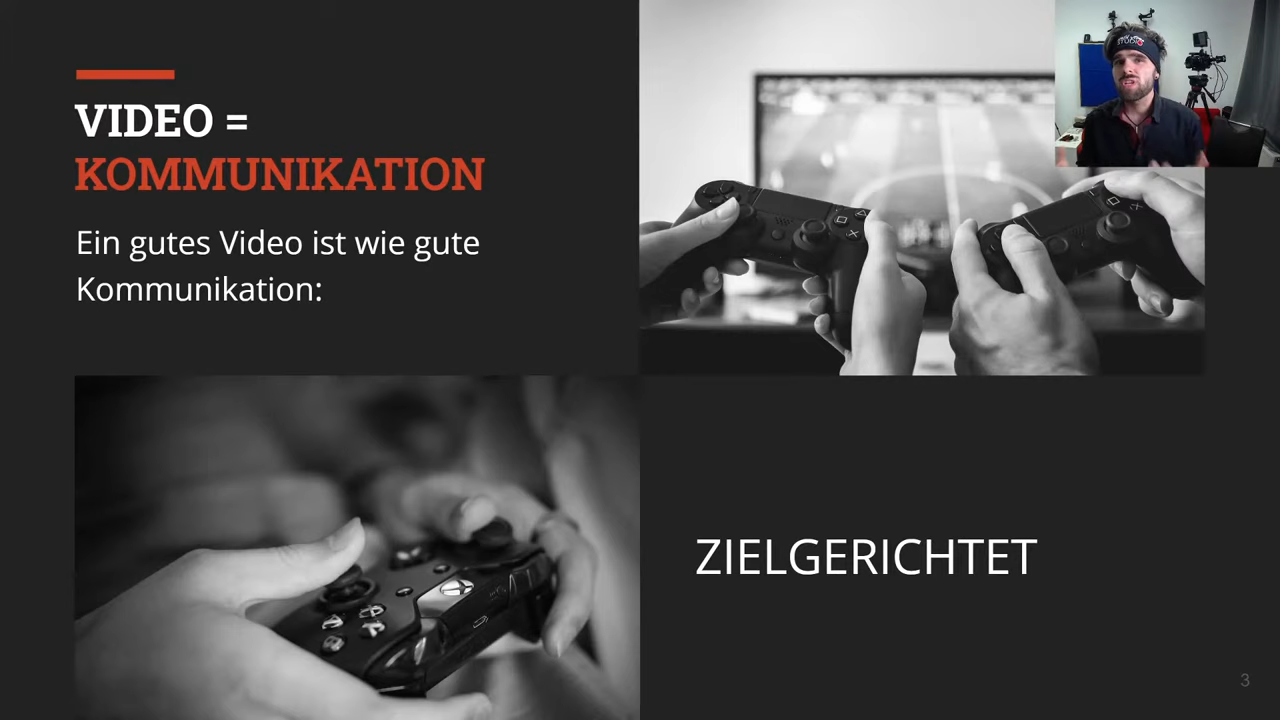 VIDEO =
KOMMUNIKATION
Ein gutes Video ist wie gute
Kommunikation:
ZIELGERICHTET
3